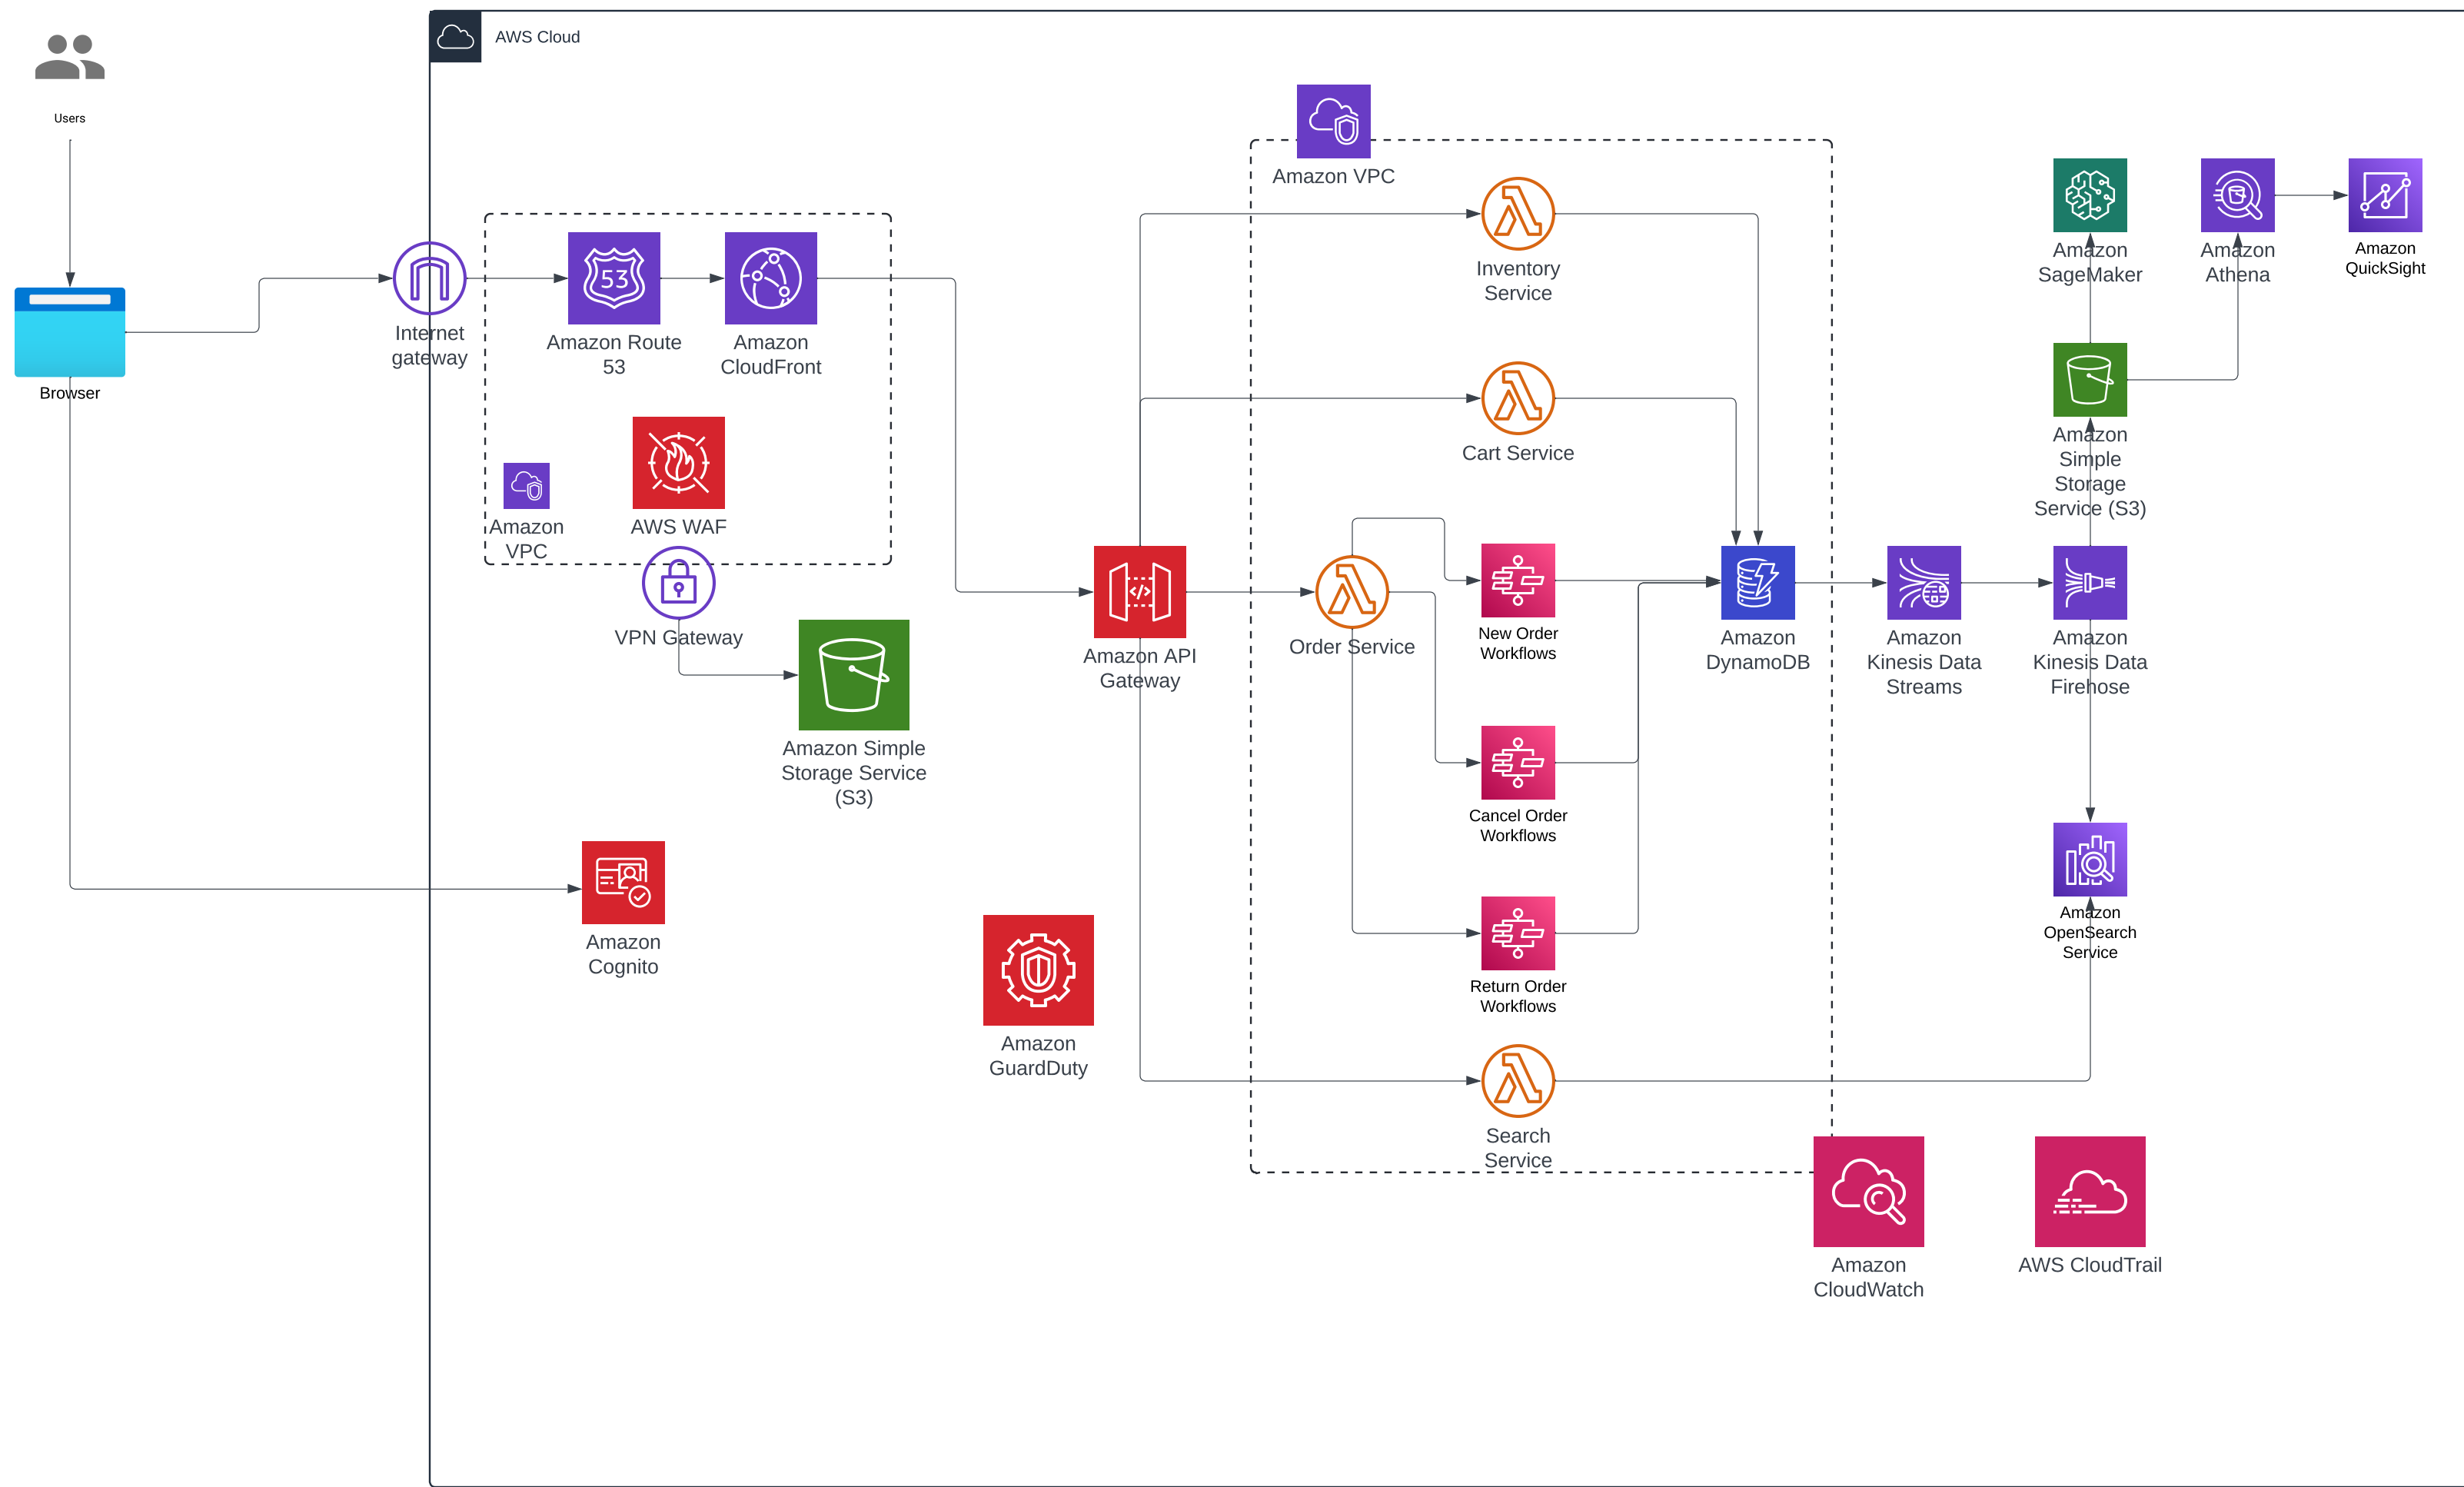 AWS Cloud
Users
Browser
Internet
gateway
Amazon Route
53
53
Amazon
CloudFront
AWS WAF
Amazon
VPC
VPN Gateway
Amazon Simple
Storage Service
(S3)
Amazon
Cognito
Amazon
GuardDuty
Amazon API
Gateway
Amazon VPC
Inventory
Service
Cart Service
Order Service
New Order
Workflows
Cancel Order
Workflows
Return Order
Workflows
Search
Service
Amazon
DynamoDB
Amazon
Kinesis Data
Streams
Amazon
Kinesis Data
Firehose
Amazon
Simple
Storage
Service (S3)
Amazon
SageMaker
Amazon
Athena
Amazon
QuickSight
Amazon
OpenSearch
Service
Amazon
CloudWatch
AWS CloudTrail